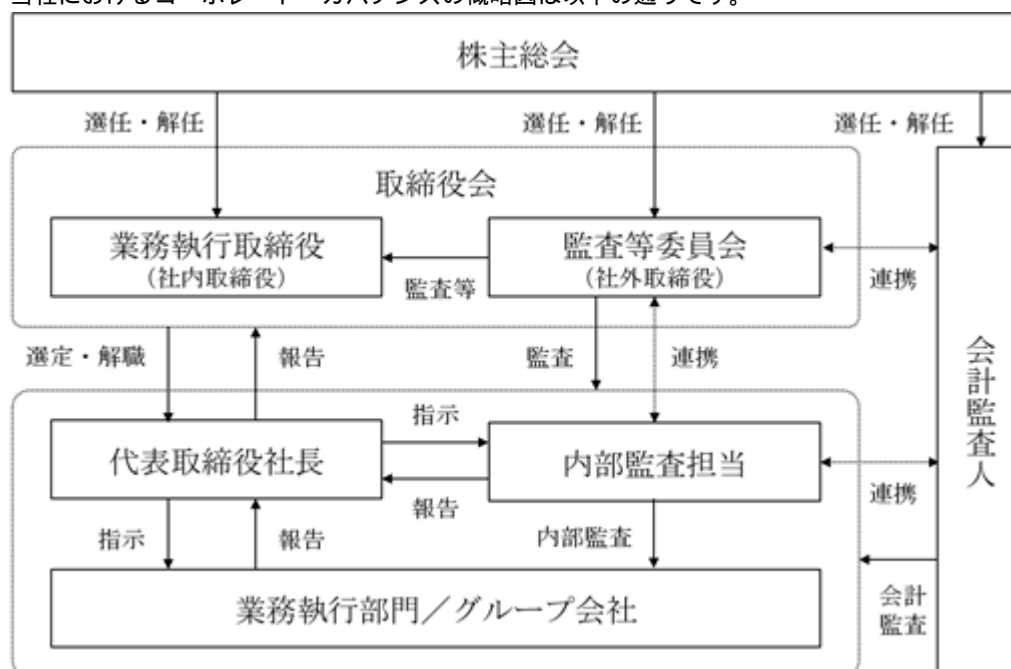 当社におけるコーポレート・ガバナンスの概略図は以下の通りです。
株主総会
選任・解任
選任・解任
選任・解任
取締役会
業務執行取締役
（社内取締役）
監査等
監査等委員会
（社外取締役）
連携
選定・解職
報告
監査
連携
会計監査人
代表取締役社長
指示
報告
内部監査担当
連携
指示
報告
内部監査
業務執行部門／グループ会社
会計
監査